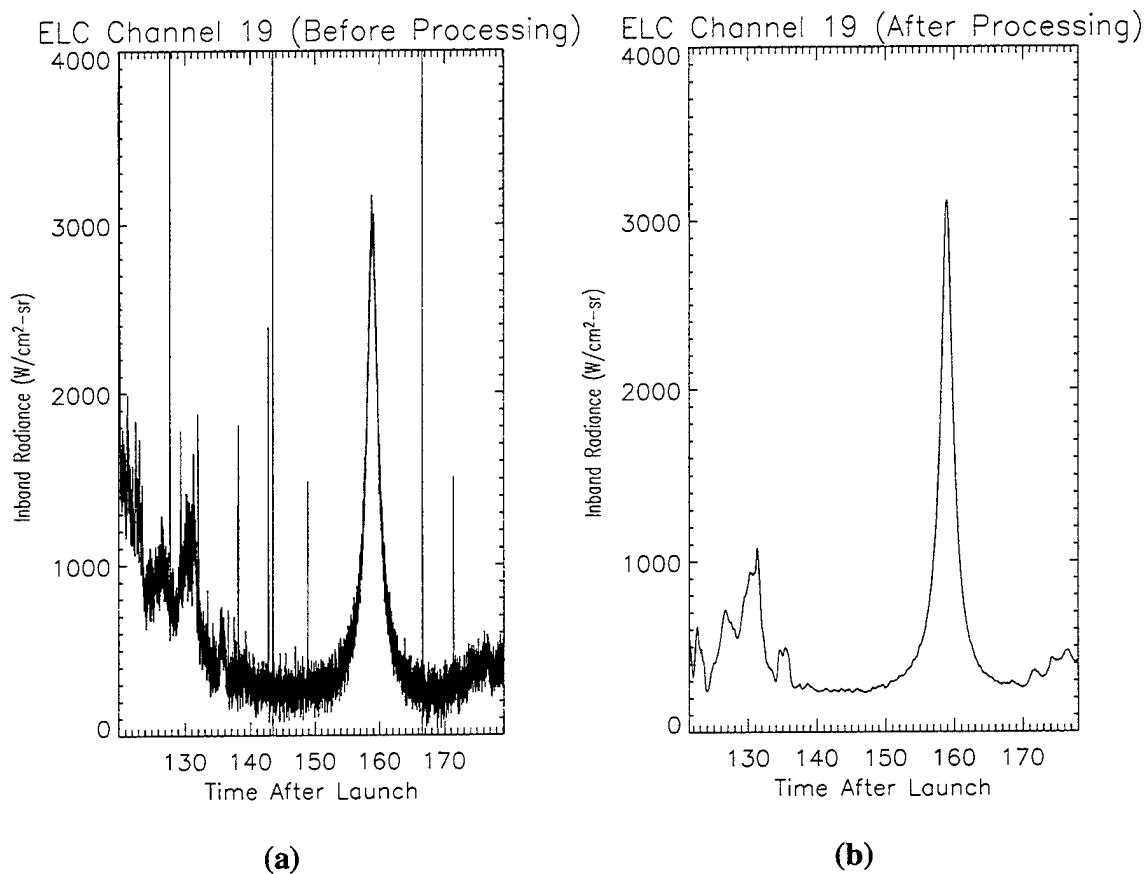 ELC Channel 19 (Before Processing)
4000
3000
2000
1000
0
Inband Radiance (W/cm²-sr)
130 140 150 160 170
Time After Launch
(a)
ELC Channel 19 (After Processing)
4000
3000
2000
1000
0
Inband Radiance (W/cm²-sr)
130 140 150 160 170
Time After Launch
(b)